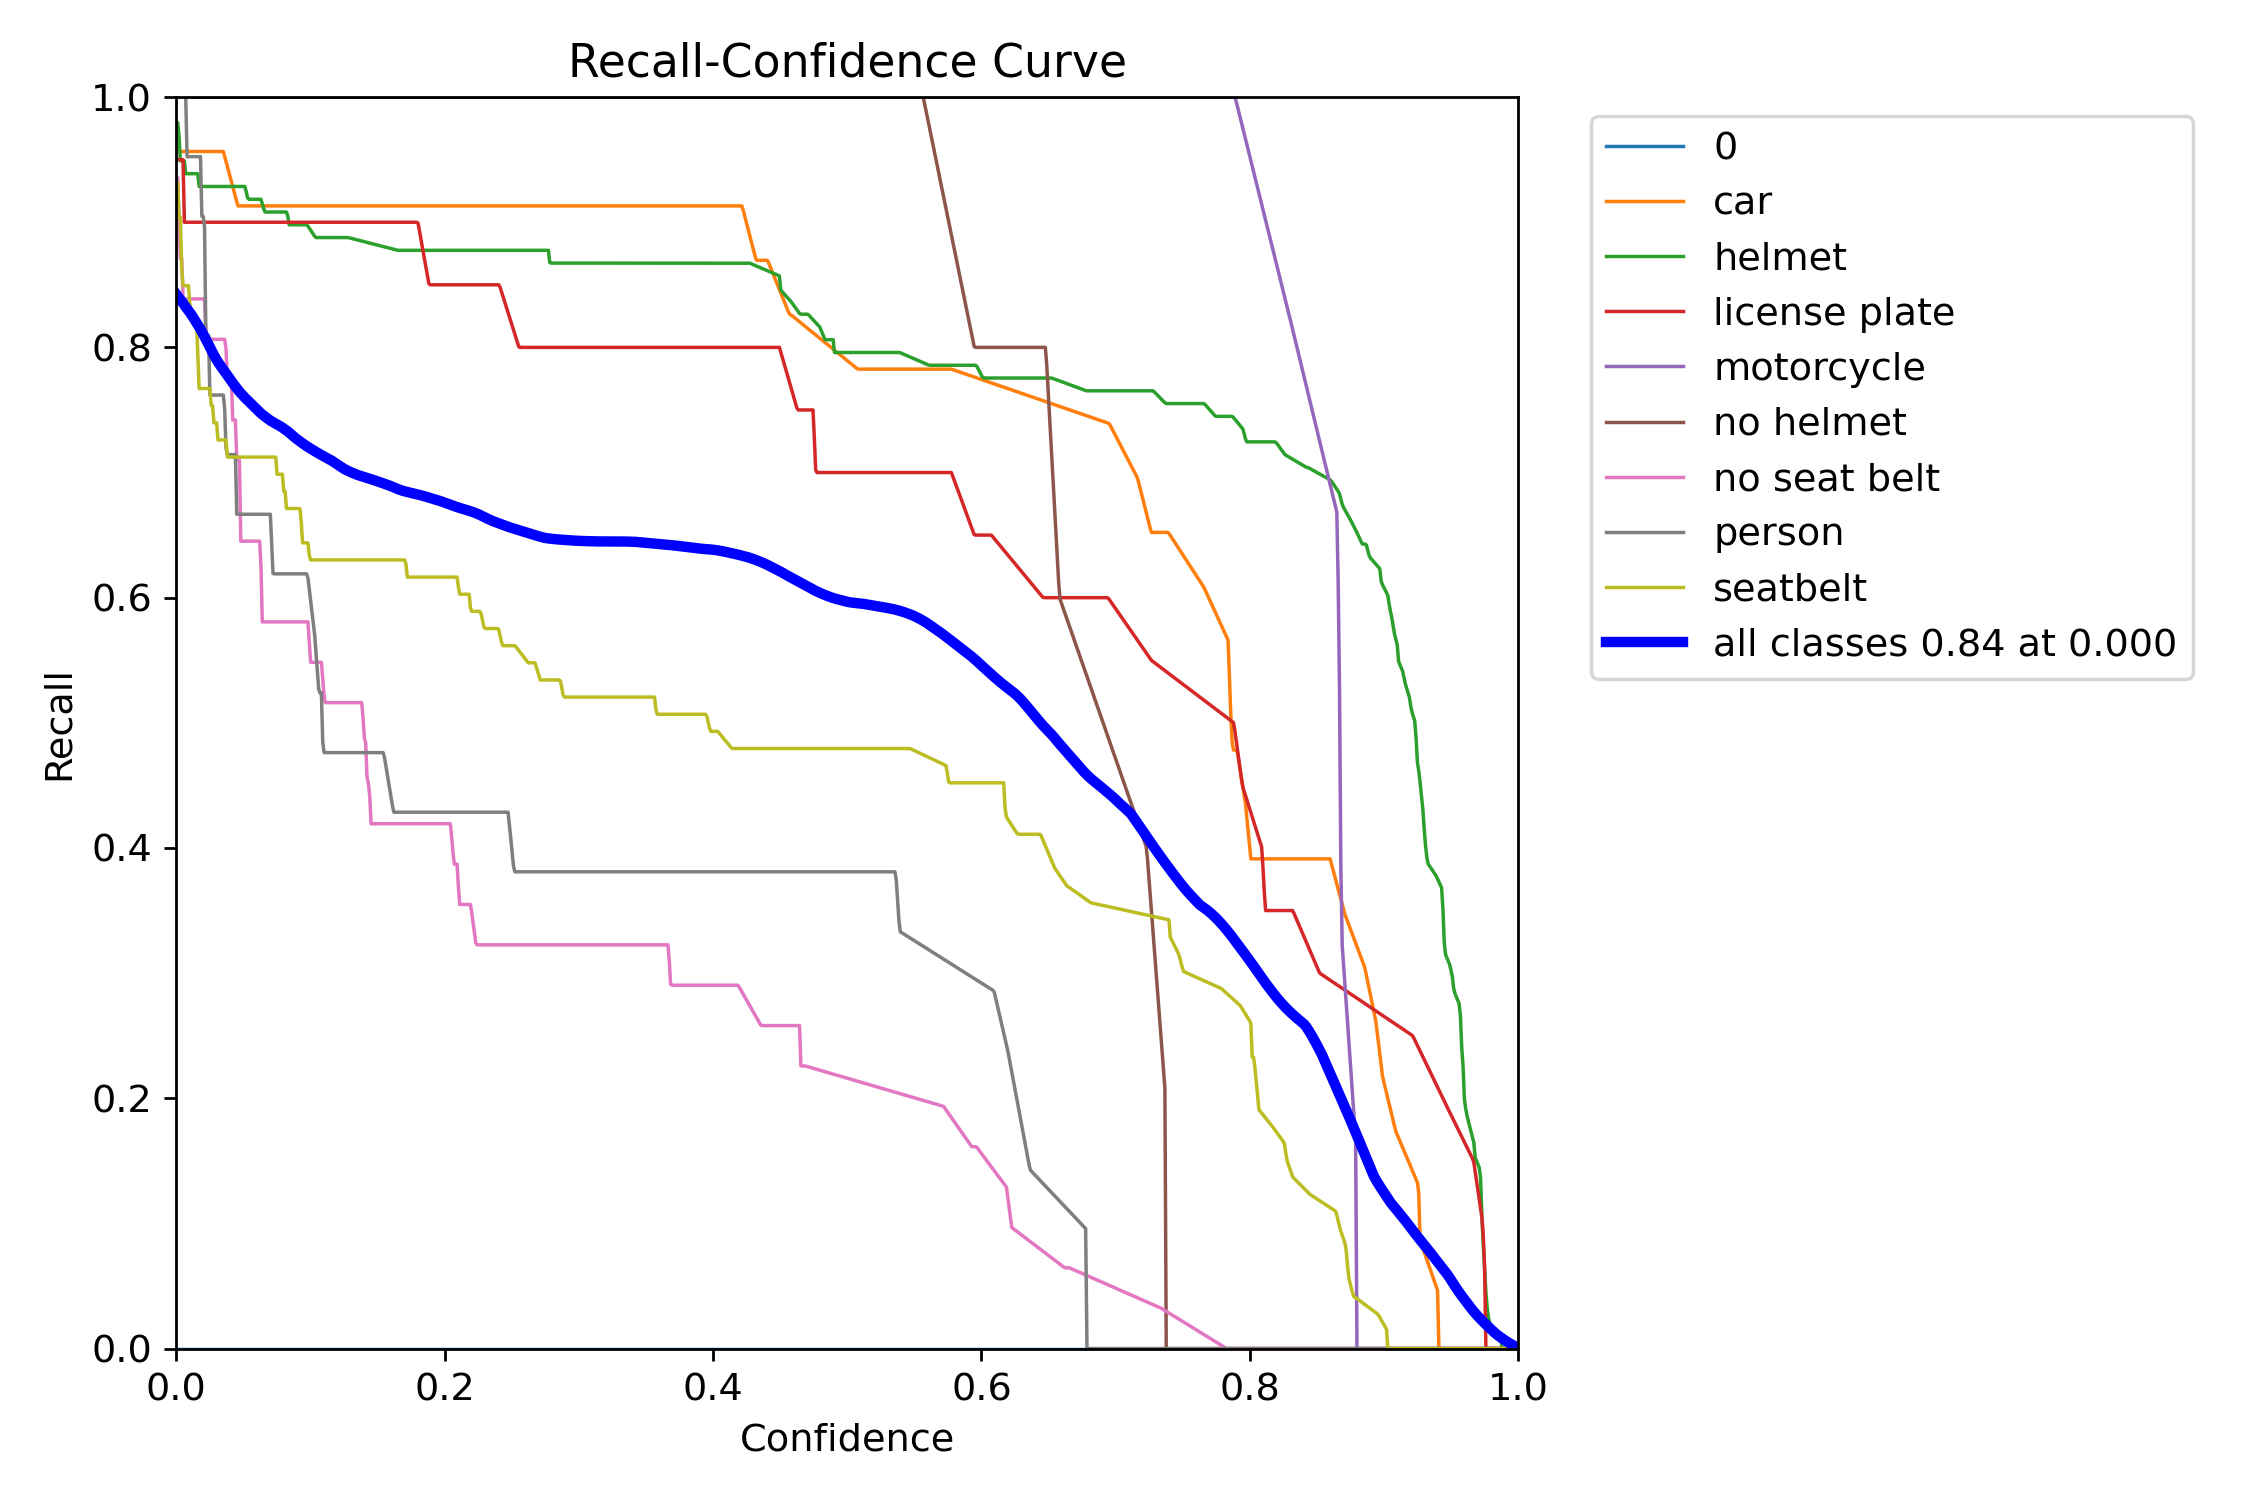 Recall-Confidence Curve
1.0
0.8
0.6
0.4
0.2
0.0
Recall
0.0 0.2 0.4 0.6 0.8 1.0
Confidence
0
car
helmet
license plate
motorcycle
no helmet
no seat belt
person
seatbelt
all classes 0.84 at 0.000